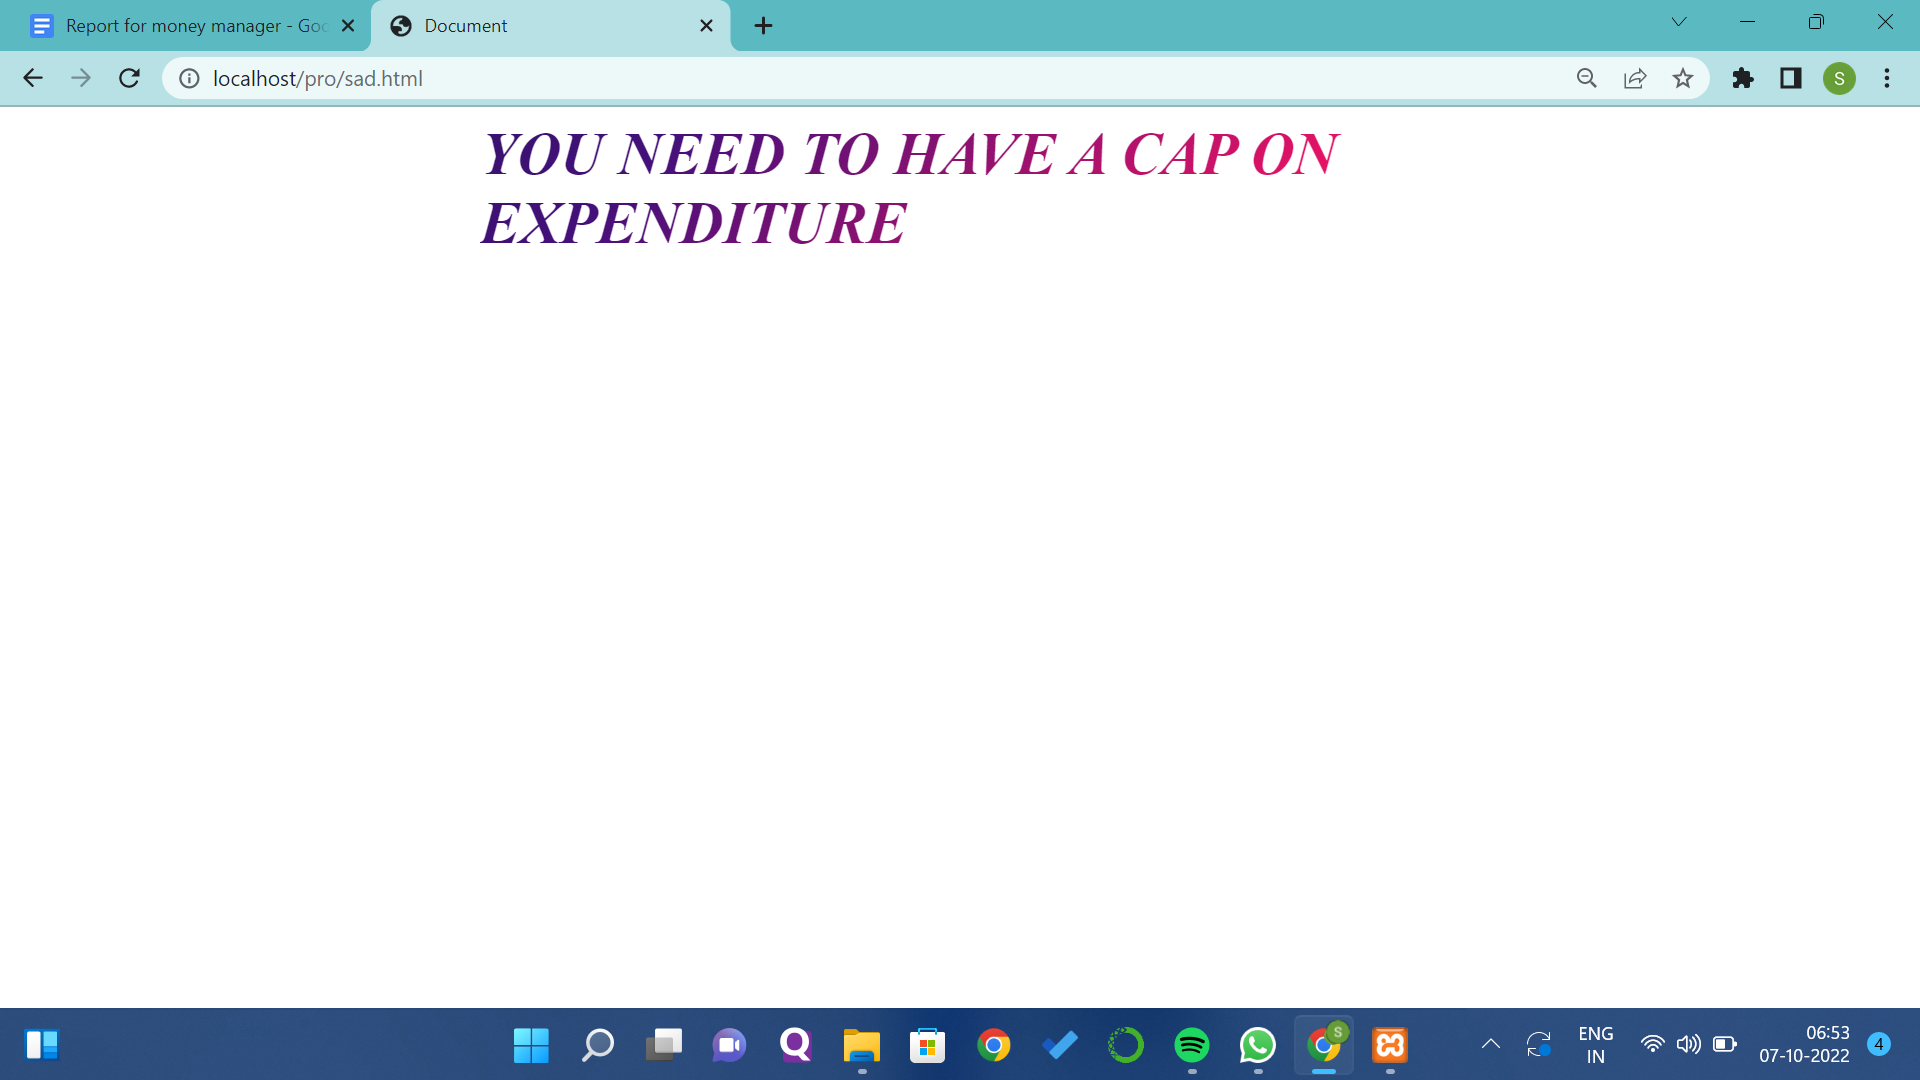 Report for money manager - Goo
Document
localhost/pro/sad.html
S
YOU NEED TO HAVE A CAP ON
EXPENDITURE
S
ENG
IN
06:53
07-10-2022
4